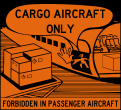 CARGO AIRCRAFT
ONLY
FORBIDDEN IN PASSENGER AIRCRAFT